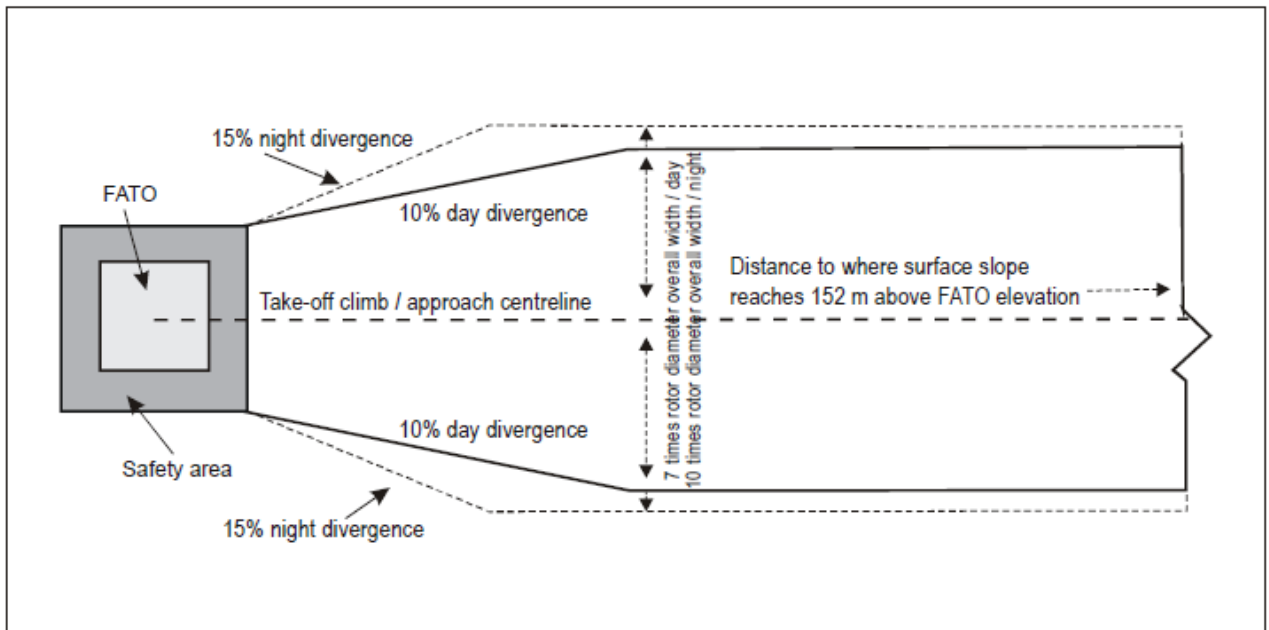 15% night divergence
FATO
10% day divergence
7 times rotor diameter overall width / day
10 times rotor diameter overall width / night
Distance to where surface slope
reaches 152 m above FATO elevation
Take-off climb / approach centreline
10% day divergence
Safety area
15% night divergence